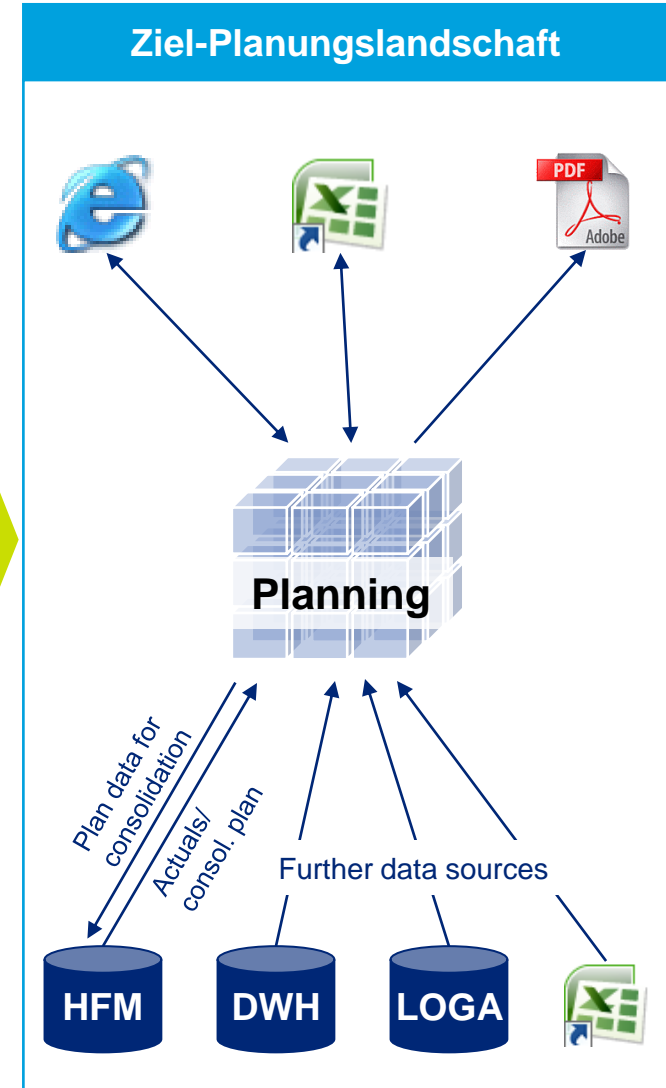 Ziel-Planungslandschaft
PDF
Adobe
Planning
Plan data for
consolidation
Actuals/
consol. plan
Further data sources
HFM
DWH
LOGA